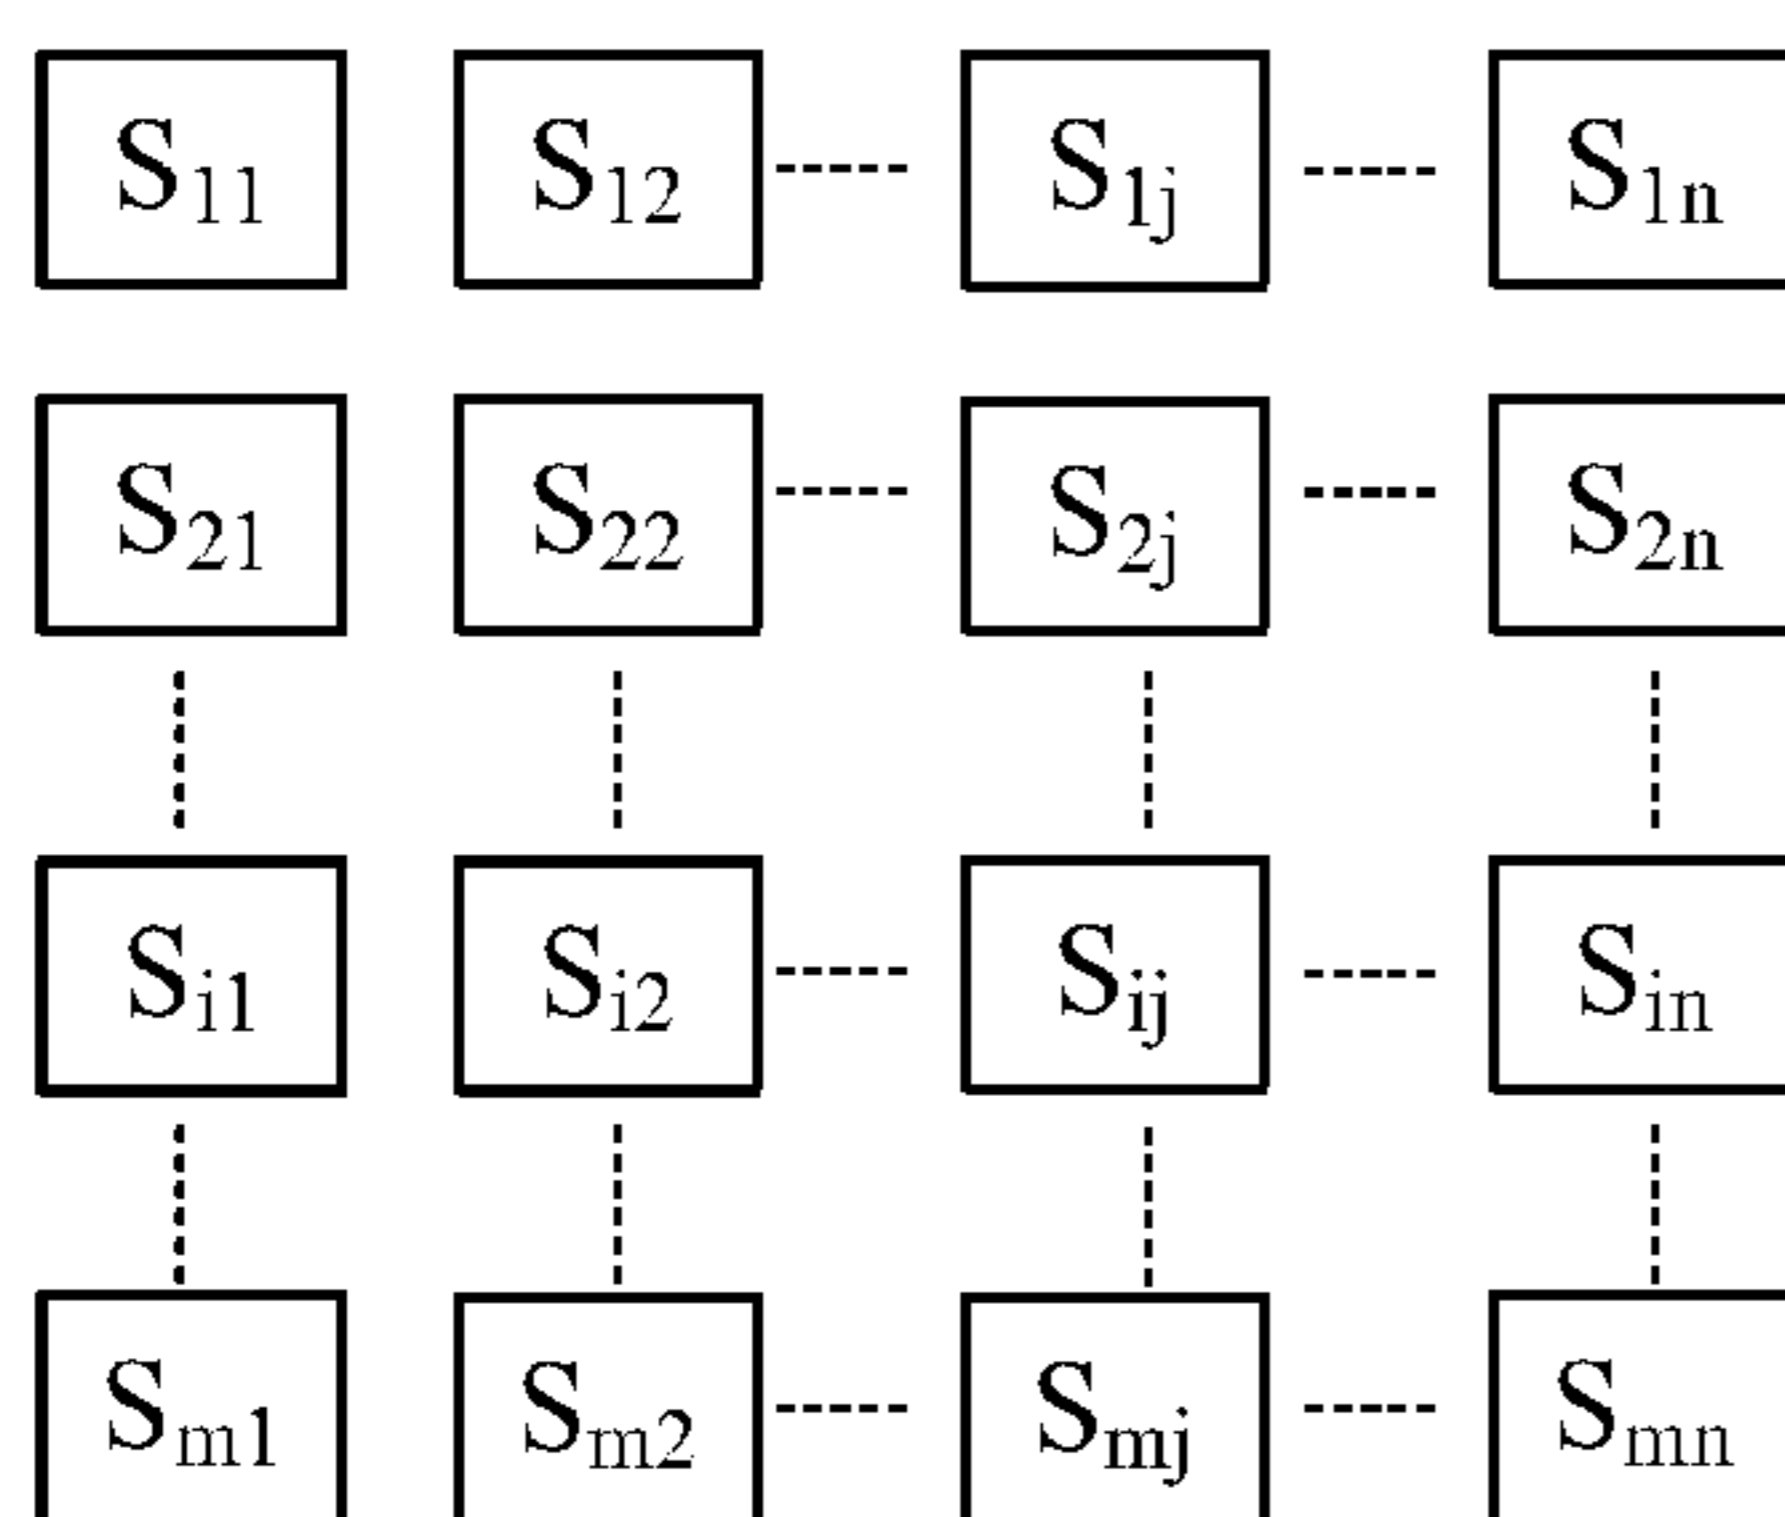 S11 S12 S1j S1n
S21 S22 S2j S2n
Si1 Si2 Sij Sin
Sm1 Sm2 Smj Smn